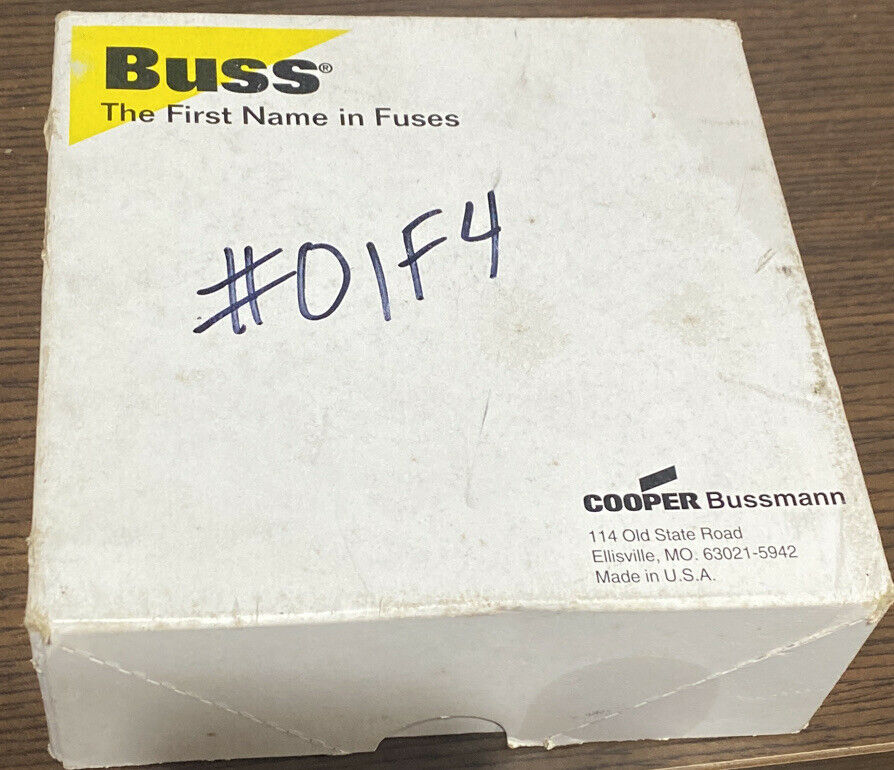 Buss®
The First Name in Fuses
#01F4
COOPER Bussmann
114 Old State Road
Ellisville, MO. 63021-5942
Made in U.S.A.